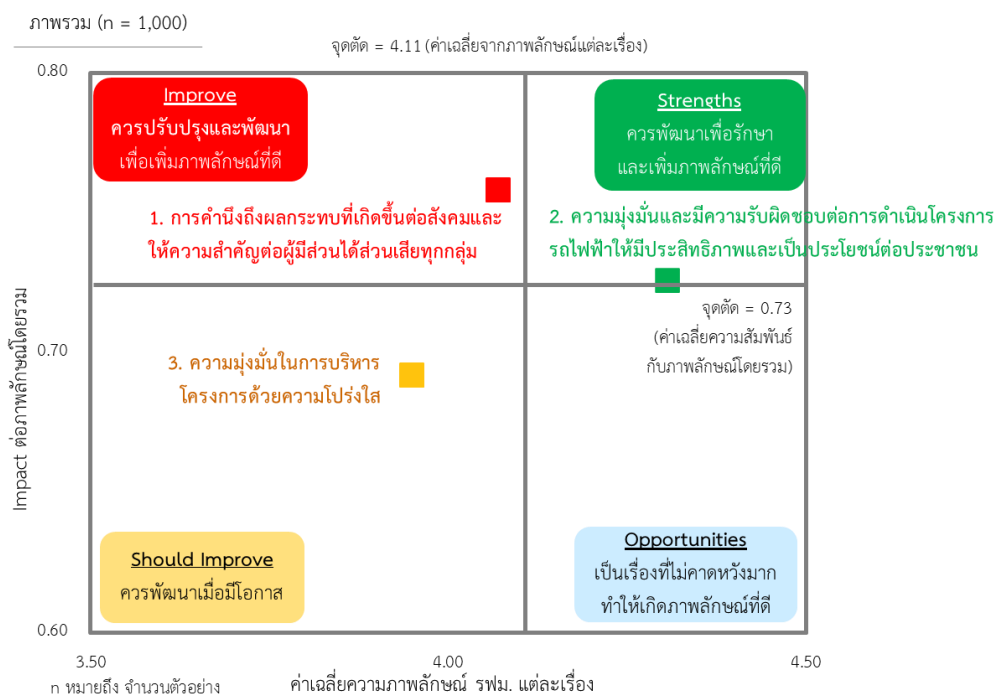 ภาพรวม (n = 1,000)
จุดตัด = 4.11 (ค่าเฉลี่ยจากภาพลักษณ์แต่ละเรื่อง)
0.80
Improve
ควรปรับปรุงและพัฒนา
เพื่อเพิ่มภาพลักษณ์ที่ดี
Strengths
ควรพัฒนาเพื่อรักษา
และเพิ่มภาพลักษณ์ที่ดี
1. การคำนึงถึงผลกระทบที่เกิดขึ้นต่อสังคมและ
ให้ความสำคัญต่อผู้มีส่วนได้ส่วนเสียทุกกลุ่ม
2. ความมุ่งมั่นและมีความรับผิดชอบต่อการดำเนินโครงการ
รถไฟฟ้าให้มีประสิทธิภาพและเป็นประโยชน์ต่อประชาชน
จุดตัด = 0.73
(ค่าเฉลี่ยความสัมพันธ์
กับภาพลักษณ์โดยรวม)
0.70
3. ความมุ่งมั่นในการบริหาร
โครงการด้วยความโปร่งใส
Impact ต่อภาพลักษณ์โดยรวม
Should Improve
ควรพัฒนาเมื่อมีโอกาส
Opportunities
เป็นเรื่องที่ไม่คาดหวังมาก
ทำให้เกิดภาพลักษณ์ที่ดี
0.60
3.50
4.00
4.50
n หมายถึง จำนวนตัวอย่าง
ค่าเฉลี่ยความภาพลักษณ์ รฟม. แต่ละเรื่อง